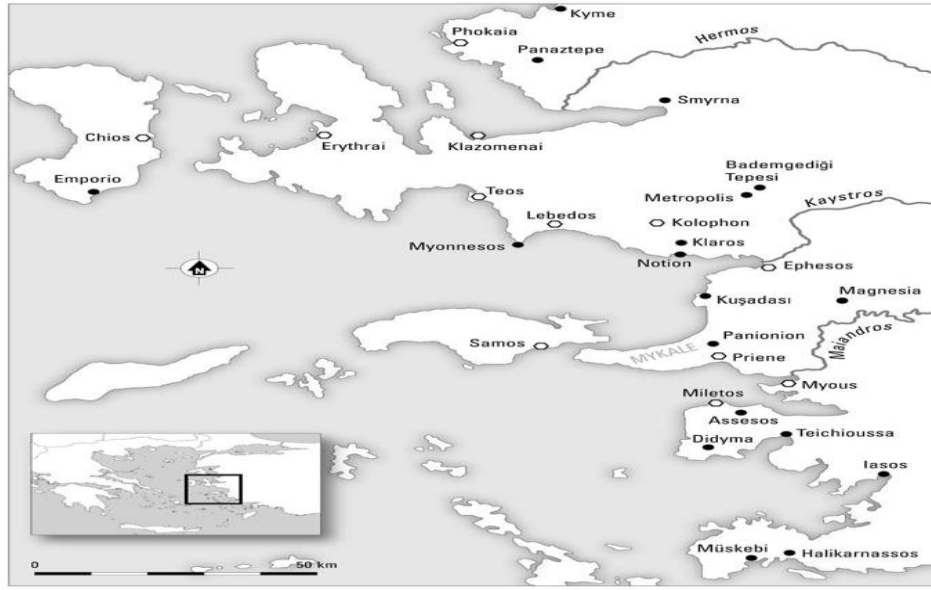 Kyme
Phokaia
Hermos
Panaztepe
Smyrna
Chios
Erythrai
Klazomenai
Bademgediği
Tepesi
Emporio
Metropolis
Kaystros
Teos
Lebedos
Kolophon
Myonnesos
Klaros
Notion
Ephesos
N
Kuşadası
Magnesia
Samos
Panionion
MYKALE
Priene
Maiandros
Myous
Miletos
Assesos
Didyma
Teichioussa
Iasos
Müskebi
Halikarnassos
0
50 km